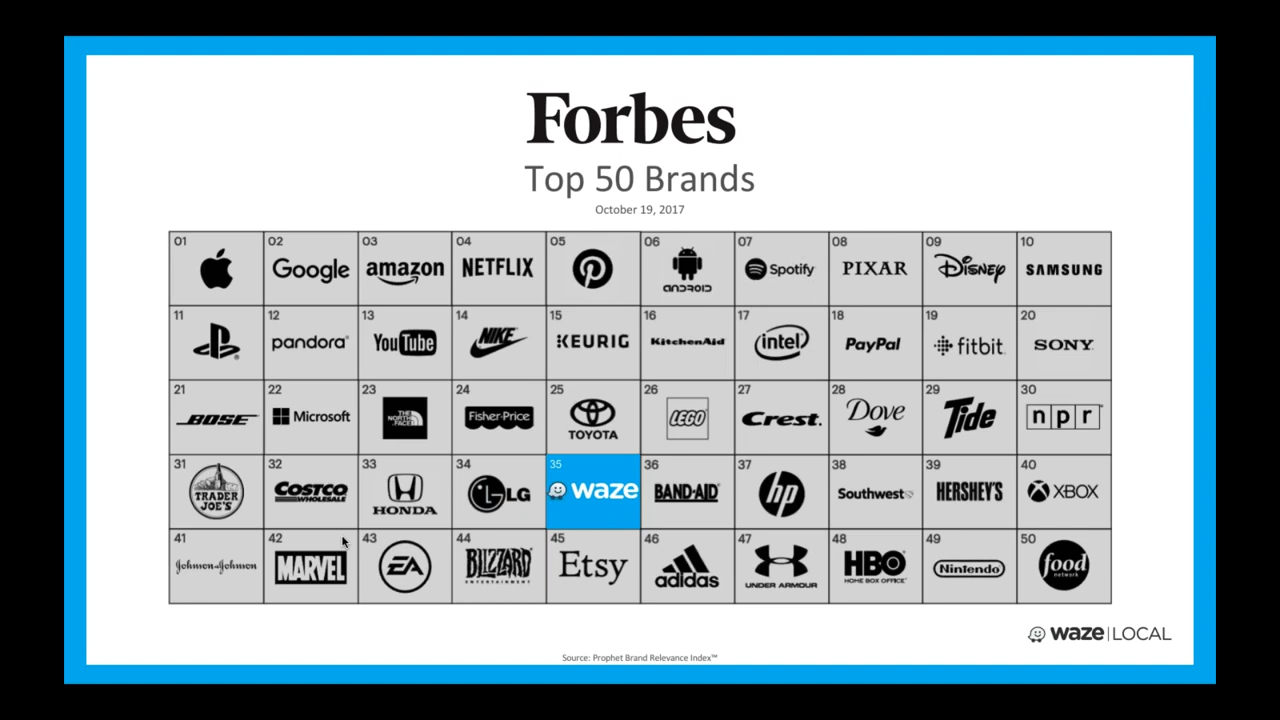 Forbes
Top 50 Brands
October 19, 2017
01 02 Google 03 amazon 04 NETFLIX 05 06 ANDROID 07 Spotify 08 PIXAR 09 Disney 10 SAMSUNG
11 12 pandora® 13 YouTube 14 NIKE 15 KEURIG 16 KitchenAid 17 intel 18 PayPal 19 fitbit 20 SONY
21 BOSE 22 Microsoft 23 THE NORTH FACE 24 Fisher-Price 25 TOYOTA 26 LEGO 27 Crest. 28 Dove 29 Tide 30 npr
31 TRADER JOE'S 32 COSTCO WHOLESALE 33 HONDA 34 LG 35 waze 36 BAND-AID 37 hp 38 Southwest 39 HERSHEY'S 40 XBOX
41 Johnson & Johnson 42 MARVEL 43 EA 44 BLIZZARD ENTERTAINMENT 45 Etsy 46 adidas 47 UNDER ARMOUR 48 HBO HOME BOX OFFICE 49 Nintendo 50 food network
waze | LOCAL
Source: Prophet Brand Relevance Index™